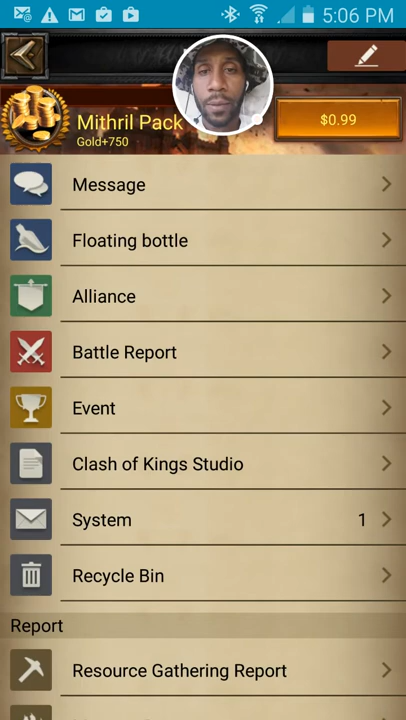 5:06 PM
Mithril Pack
Gold+750
$0.99
Message
Floating bottle
Alliance
Battle Report
Event
Clash of Kings Studio
System 1
Recycle Bin
Report
Resource Gathering Report